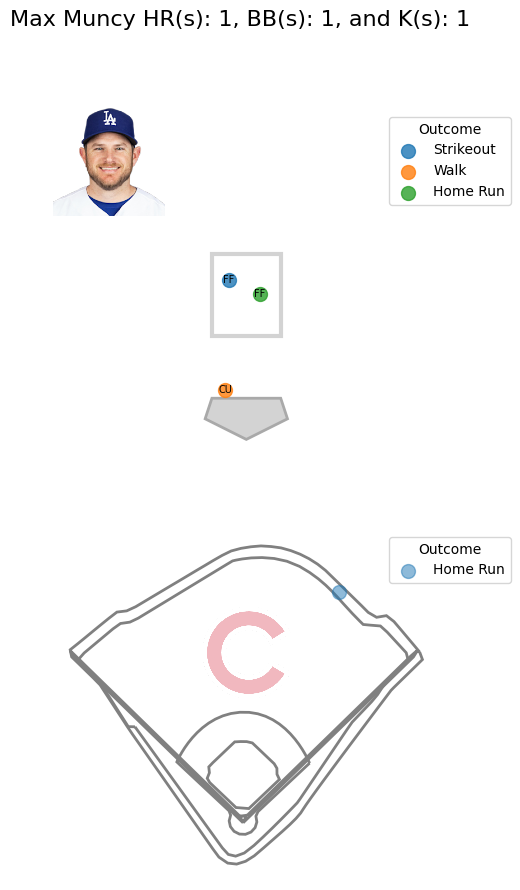 Max Muncy HR(s): 1, BB(s): 1, and K(s): 1
LA
Outcome
Strikeout
Walk
Home Run
FF
FF
CU
Outcome
Home Run
C